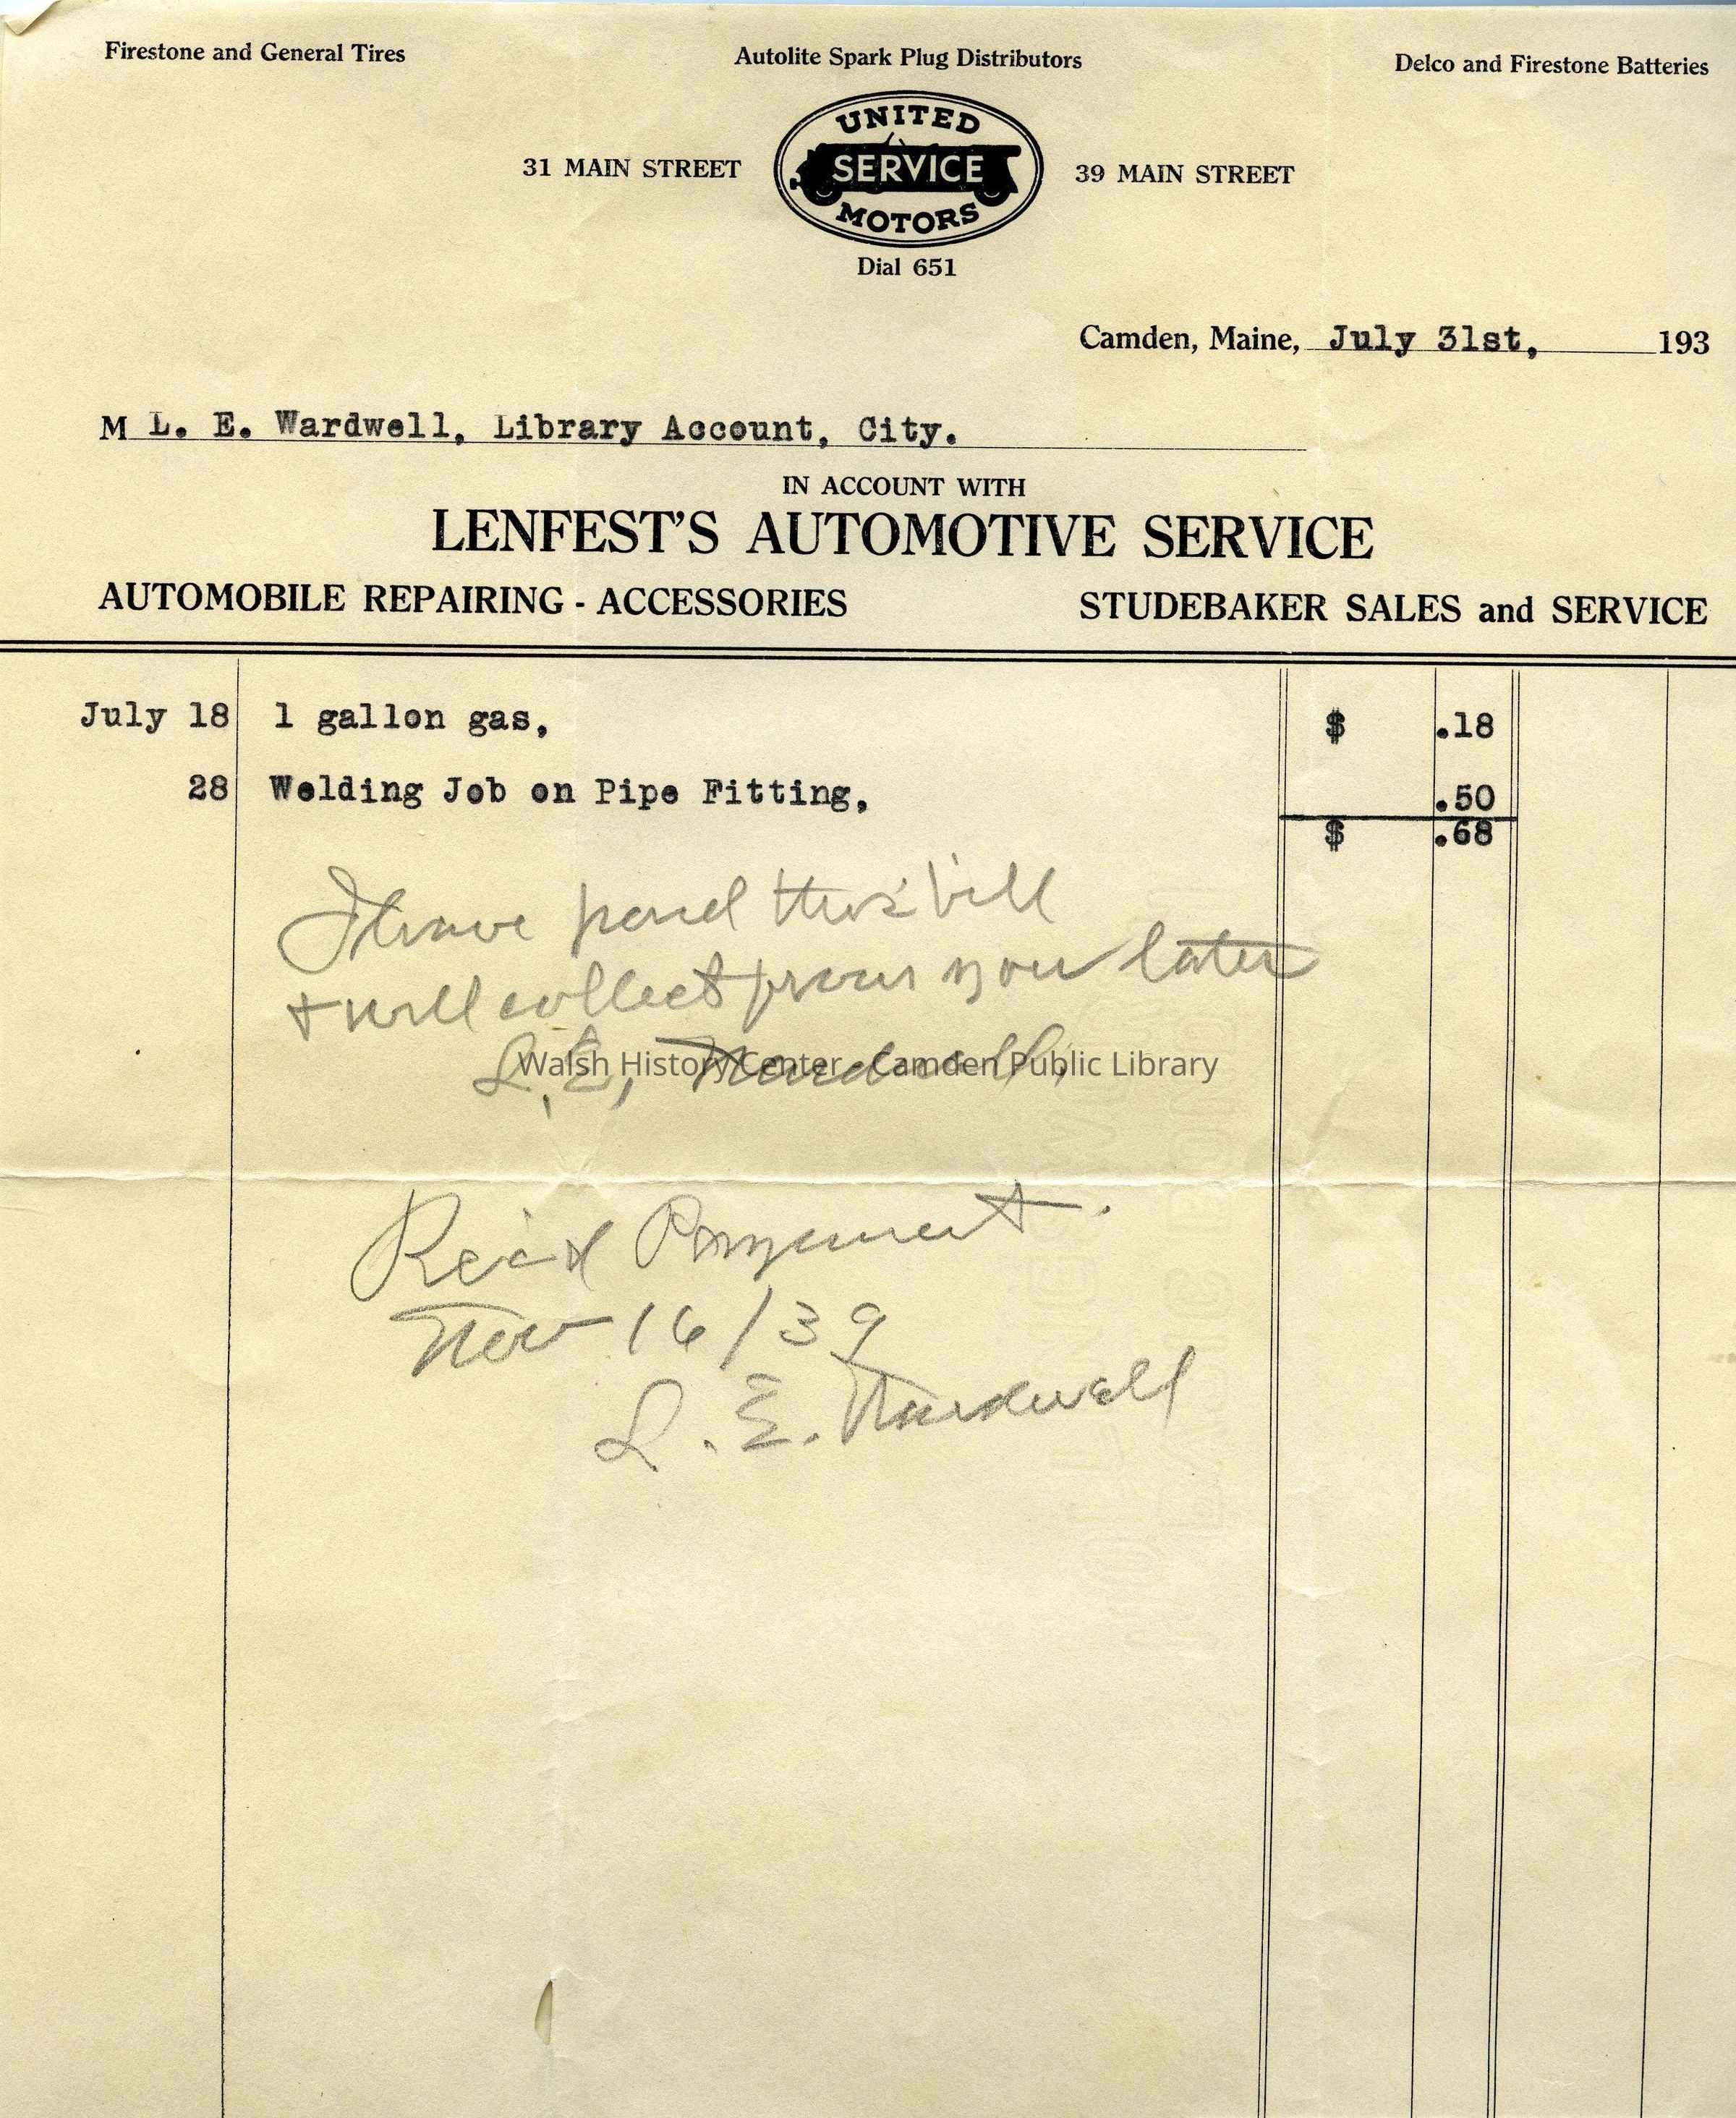 Firestone and General Tires Autolite Spark Plug Distributors Delco and Firestone Batteries
UNITED
31 MAIN STREET SERVICE 39 MAIN STREET
MOTORS
Dial 651
Camden, Maine, July 31st, 193
M L. E. Wardwell, Library Account, City.
IN ACCOUNT WITH
LENFEST'S AUTOMOTIVE SERVICE
AUTOMOBILE REPAIRING - ACCESSORIES STUDEBAKER SALES and SERVICE
July 18 1 gallon gas, $ .18
28 Welding Job on Pipe Fitting, .50
$ .68
I have paid this bill
+ will collect from you later
L. E. Wardwell
Walsh History Center - Camden Public Library
Rec'd Payment.
Nov 16/39
L. E. Wardwell